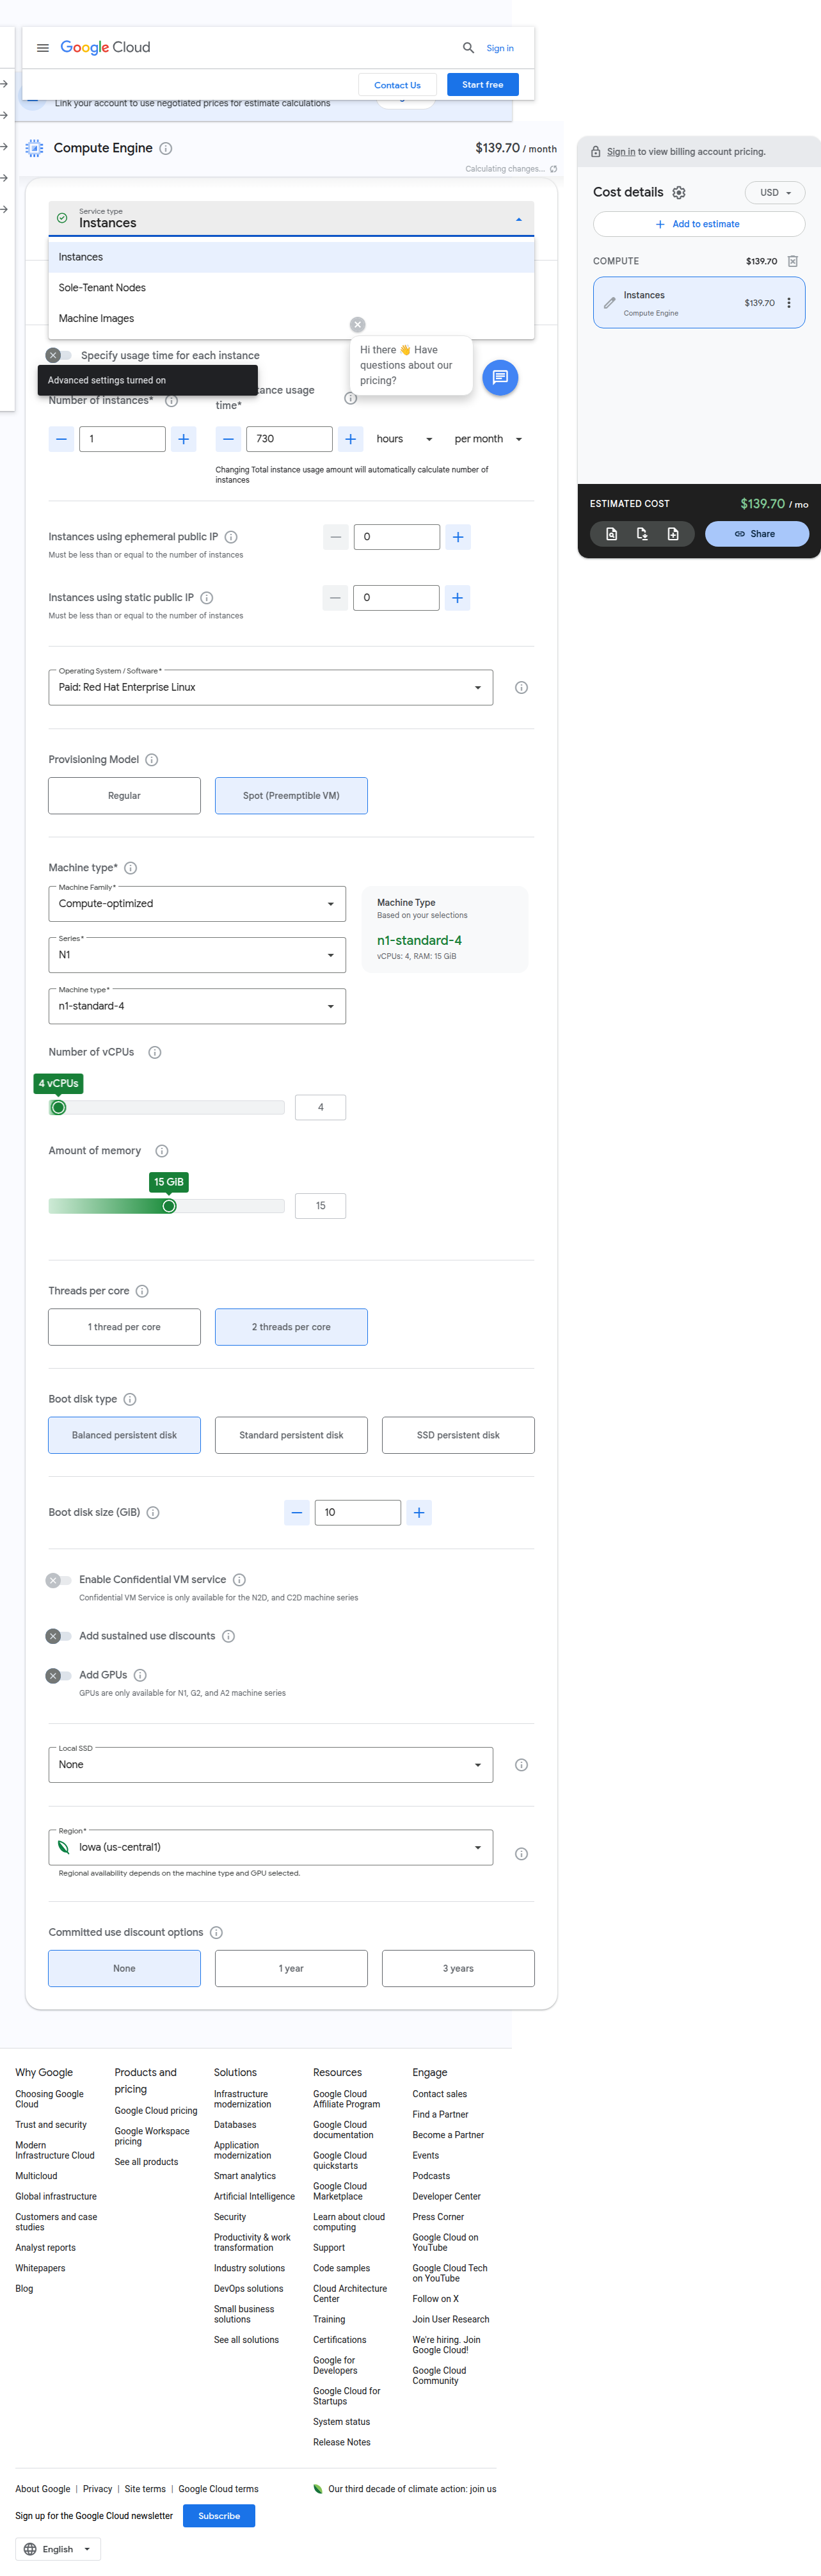 Google Cloud
Sign in
Contact Us
Start free
Link your account to use negotiated prices for estimate calculations
Compute Engine
$139.70 / month
Calculating changes...
Service type
Instances
Instances
Sole-Tenant Nodes
Machine Images
Specify usage time for each instance
Advanced settings turned on
Hi there 👋 Have
questions about our
pricing?
Number of instances*
usage
time*
1
730
hours
per month
Changing Total instance usage amount will automatically calculate number of
instances
Instances using ephemeral public IP
0
Must be less than or equal to the number of instances
Instances using static public IP
0
Must be less than or equal to the number of instances
Operating System / Software*
Paid: Red Hat Enterprise Linux
Provisioning Model
Regular
Spot (Preemptible VM)
Machine type*
Machine Family*
Compute-optimized
Machine Type
Based on your selections
n1-standard-4
vCPUs: 4, RAM: 15 GiB
Series*
N1
Machine type*
n1-standard-4
Number of vCPUs
4 vCPUs
4
Amount of memory
15 GiB
15
Threads per core
1 thread per core
2 threads per core
Boot disk type
Balanced persistent disk
Standard persistent disk
SSD persistent disk
Boot disk size (GiB)
10
Enable Confidential VM service
Confidential VM Service is only available for the N2D, and C2D machine series
Add sustained use discounts
Add GPUs
GPUs are only available for N1, G2, and A2 machine series
Local SSD
None
Region*
Iowa (us-central1)
Regional availability depends on the machine type and GPU selected.
Committed use discount options
None
1 year
3 years
Sign in to view billing account pricing.
Cost details
USD
Add to estimate
COMPUTE
$139.70
Instances
$139.70
Compute Engine
ESTIMATED COST
$139.70 / mo
Share
Why Google
Choosing Google
Cloud
Trust and security
Modern
Infrastructure Cloud
Multicloud
Global infrastructure
Customers and case
studies
Analyst reports
Whitepapers
Blog
Products and
pricing
Google Cloud pricing
Google Workspace
pricing
See all products
Solutions
Infrastructure
modernization
Databases
Application
modernization
Smart analytics
Artificial Intelligence
Security
Productivity & work
transformation
Industry solutions
DevOps solutions
Small business
solutions
See all solutions
Resources
Google Cloud
Affiliate Program
Google Cloud
documentation
Google Cloud
quickstarts
Google Cloud
Marketplace
Learn about cloud
computing
Support
Code samples
Cloud Architecture
Center
Training
Certifications
Google for
Developers
Google Cloud for
Startups
System status
Release Notes
Engage
Contact sales
Find a Partner
Become a Partner
Events
Podcasts
Developer Center
Press Corner
Google Cloud on
YouTube
Google Cloud Tech
on YouTube
Follow on X
Join User Research
We're hiring. Join
Google Cloud!
Google Cloud
Community
About Google | Privacy | Site terms | Google Cloud terms
Our third decade of climate action: join us
Sign up for the Google Cloud newsletter
Subscribe
English